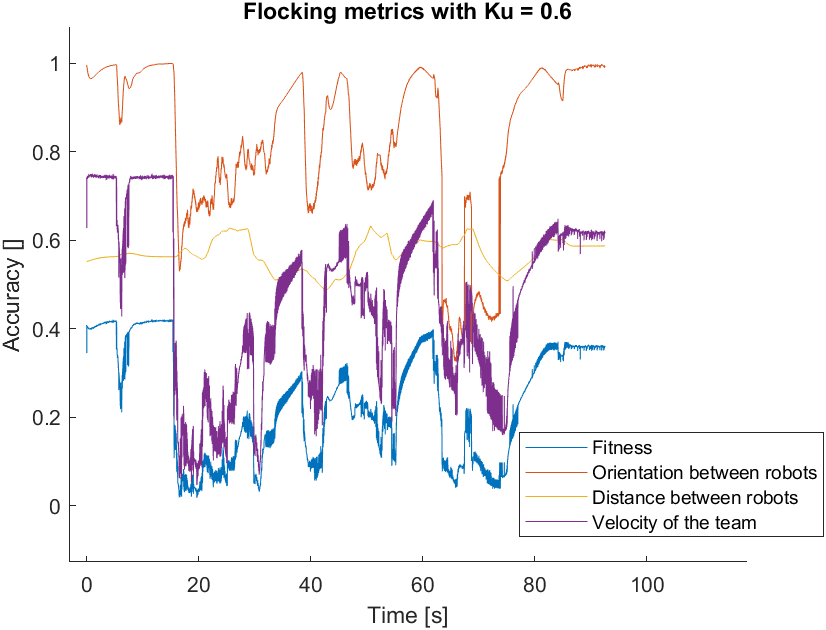 Flocking metrics with Ku = 0.6
Accuracy []
1
0.8
0.6
0.4
0.2
0
0 20 40 60 80 100
Time [s]
Fitness
Orientation between robots
Distance between robots
Velocity of the team